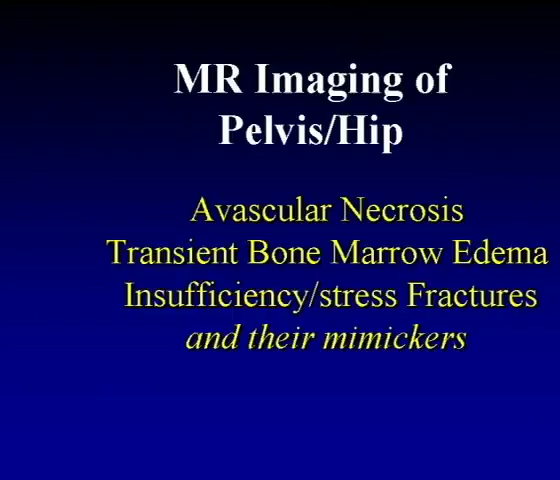 MR Imaging of
Pelvis/Hip
Avascular Necrosis
Transient Bone Marrow Edema
Insufficiency/stress Fractures
and their mimickers